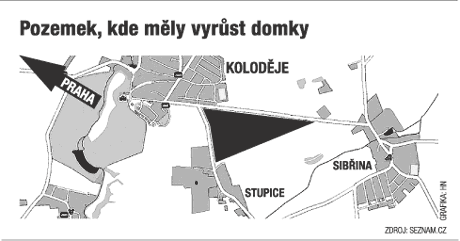 Pozemek, kde měly vyrůst domky
PRAHA
KOLODĚJE
SIBŘINA
STUPICE
GRAFIKA: HN
ZDROJ: SEZNAM.CZ